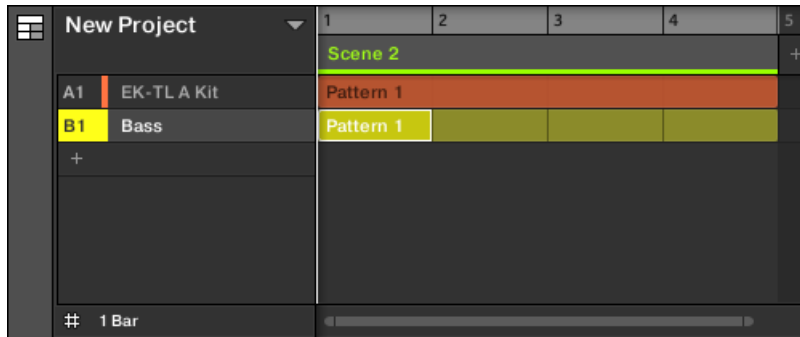 New Project
1 2 3 4 5
Scene 2 +
A1 EK-TL A Kit Pattern 1
B1 Bass Pattern 1
+
# 1 Bar